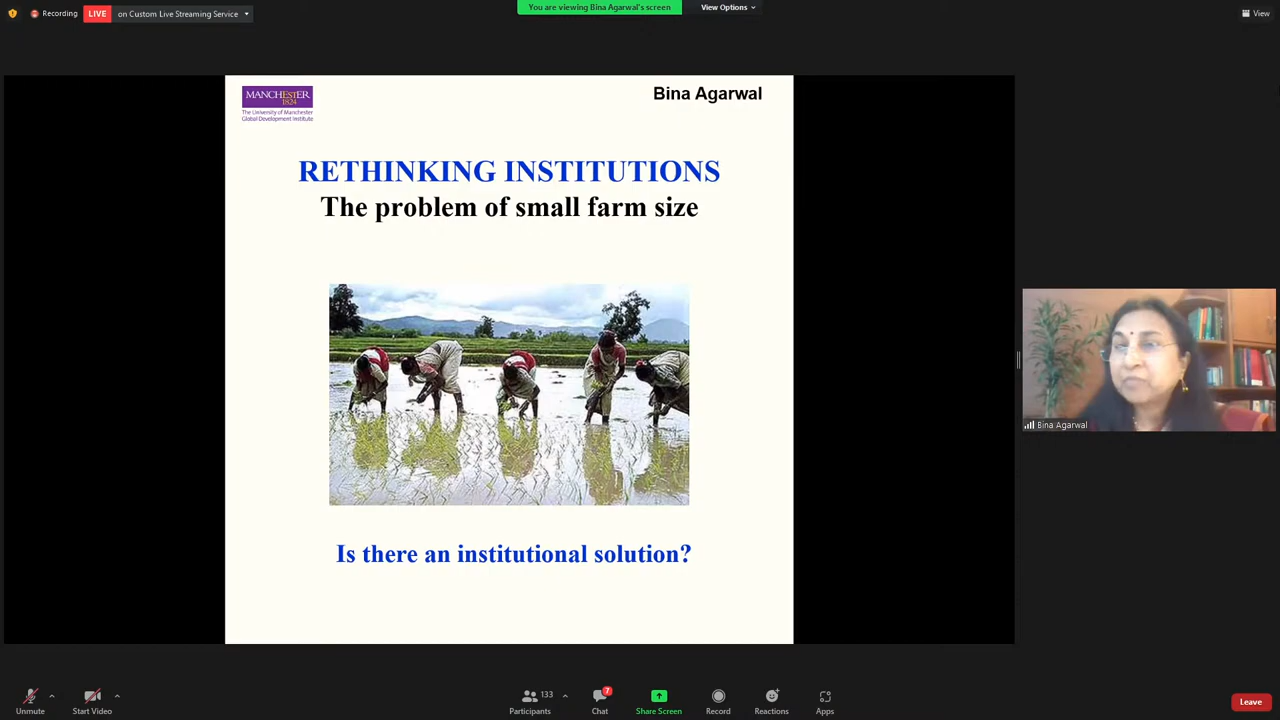 Recording
LIVE
on Custom Live Streaming Service
You are viewing Bina Agarwal's screen
View Options
View
MANCHESTER
1824
The University of Manchester
Global Development Institute
Bina Agarwal
RETHINKING INSTITUTIONS
The problem of small farm size
Is there an institutional solution?
Bina Agarwal
Unmute
Start Video
133
Participants
7
Chat
Share Screen
Record
Reactions
Apps
Leave